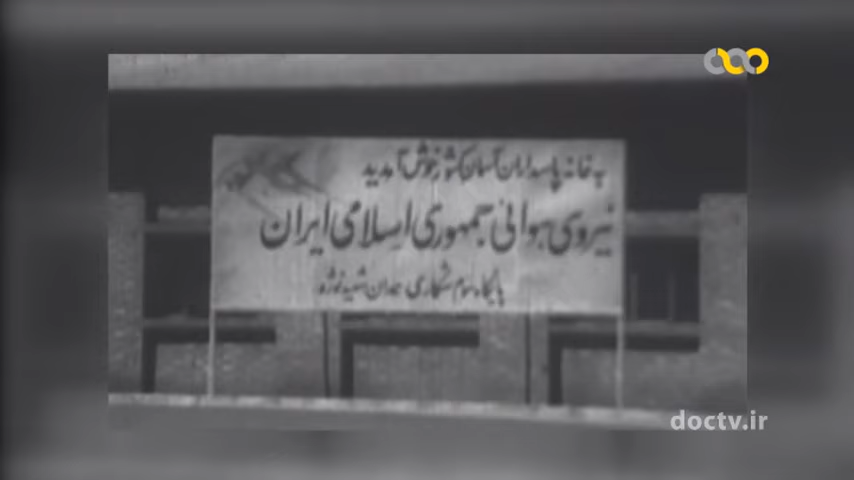 به خانه پاسداران آسمان کشور خوش آمدید
نیروی هوائی جمهوری اسلامی ایران
پایگاه سوم شکاری همدان شهید نوژه
doctv.ir